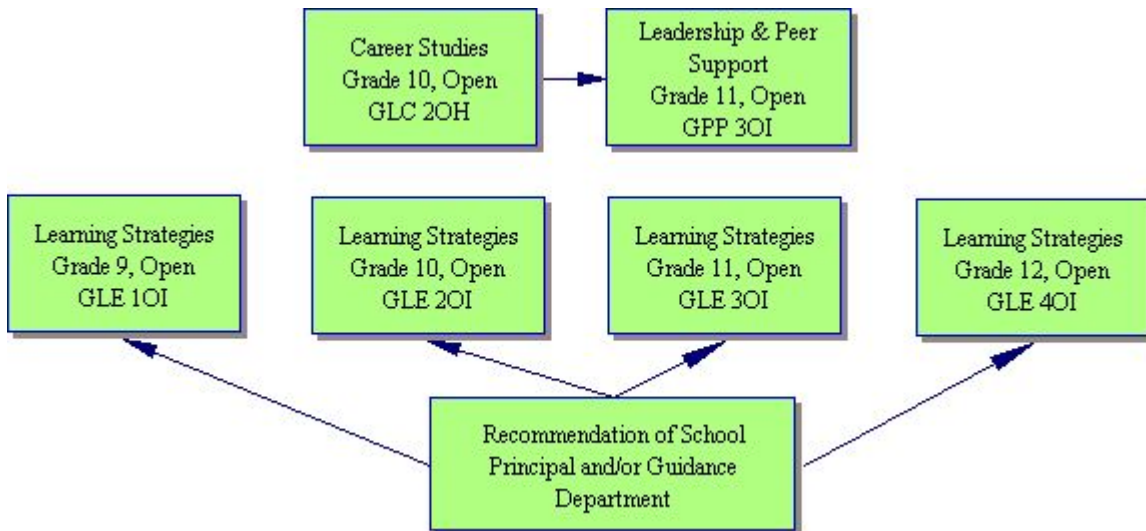 Career Studies
Grade 10, Open
GLC 2OH
Leadership & Peer
Support
Grade 11, Open
GPP 3OI
Learning Strategies
Grade 9, Open
GLE 1OI
Learning Strategies
Grade 10, Open
GLE 2OI
Learning Strategies
Grade 11, Open
GLE 3OI
Learning Strategies
Grade 12, Open
GLE 4OI
Recommendation of School
Principal and/or Guidance
Department